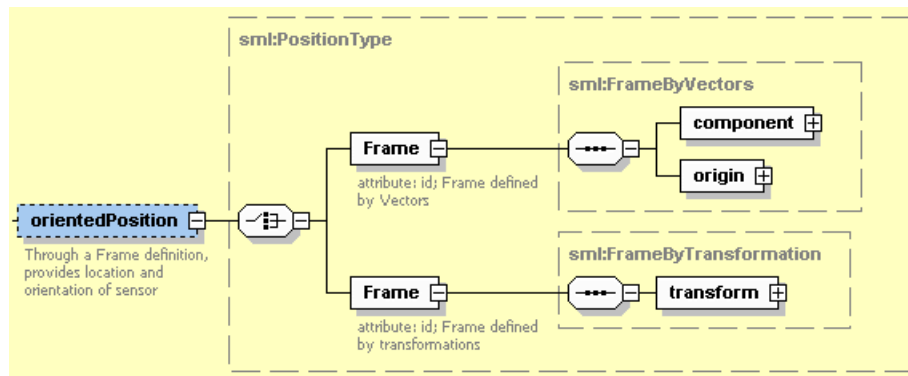 sml:PositionType
sml:FrameByVectors
component
Frame
origin
attribute: id; Frame defined
by Vectors
orientedPosition
Through a Frame definition,
provides location and
orientation of sensor
sml:FrameByTransformation
Frame
transform
attribute: id; Frame defined
by transformations